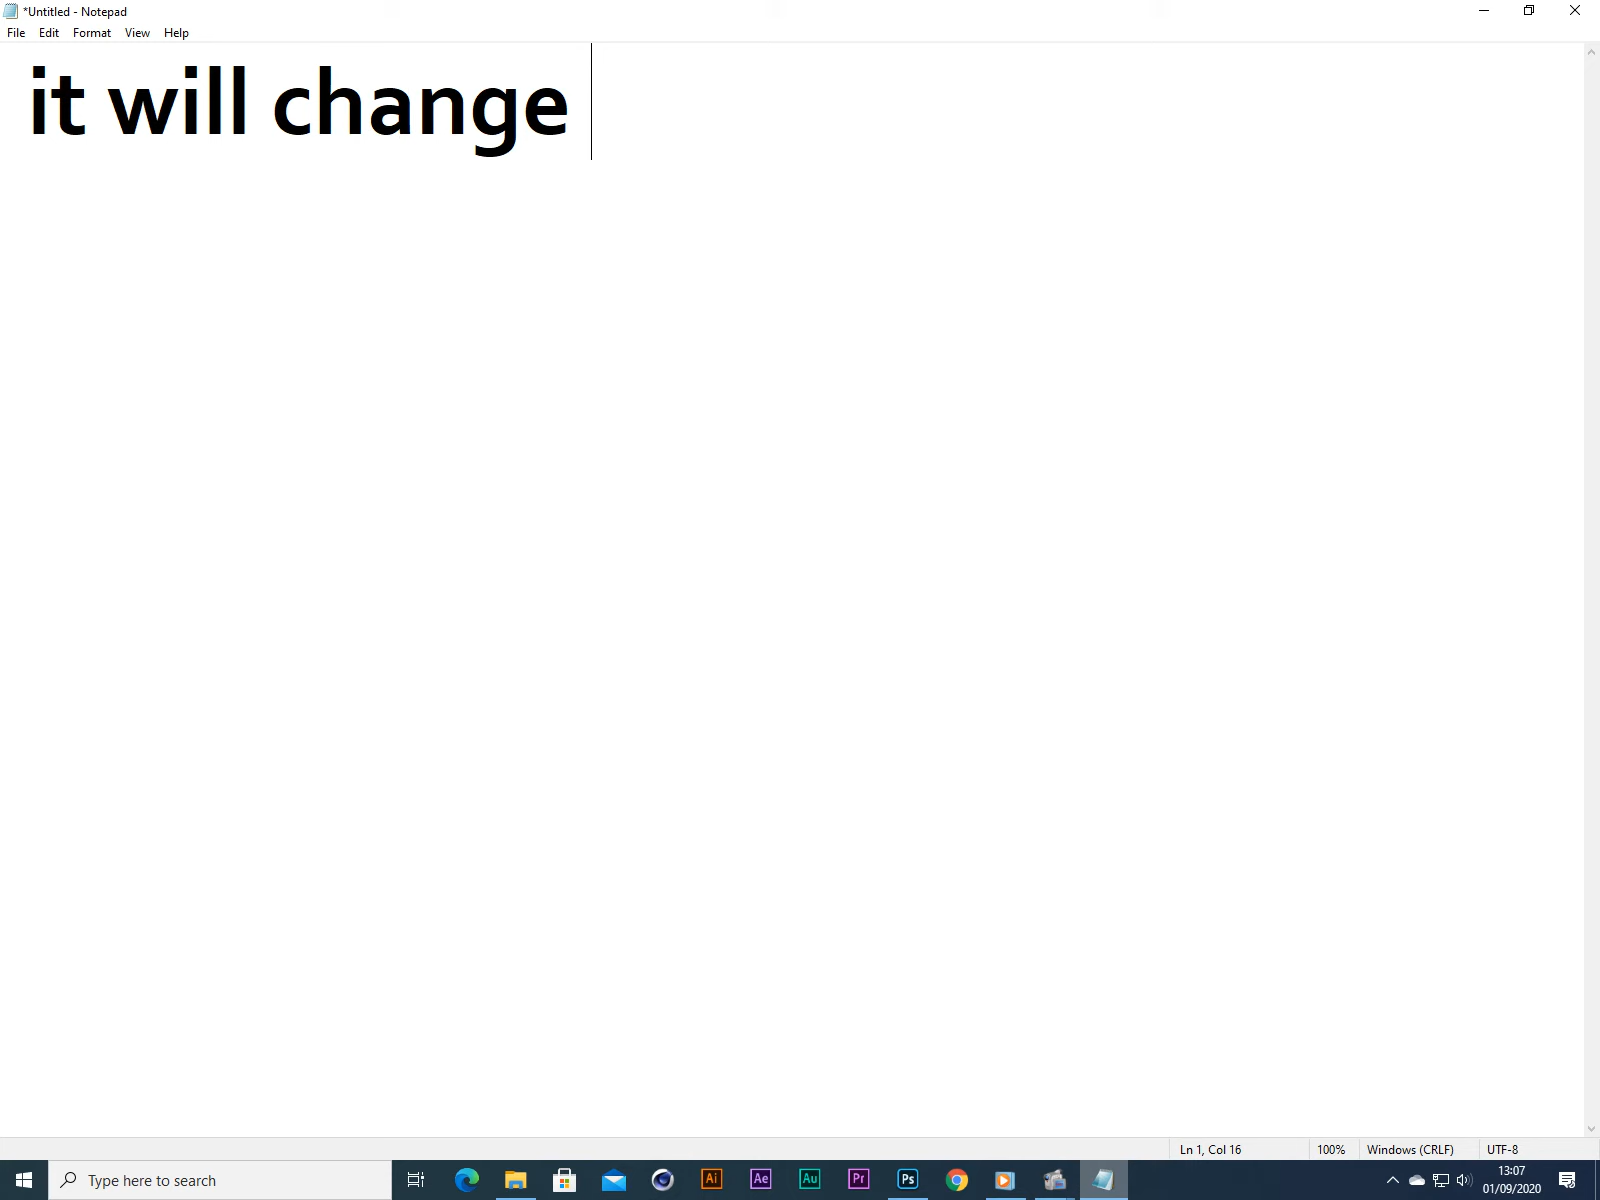 *Untitled - Notepad
File Edit Format View Help
it will change
Ln 1, Col 16 100% Windows (CRLF) UTF-8
Type here to search
Ai Ae Au Pr Ps
13:07
01/09/2020